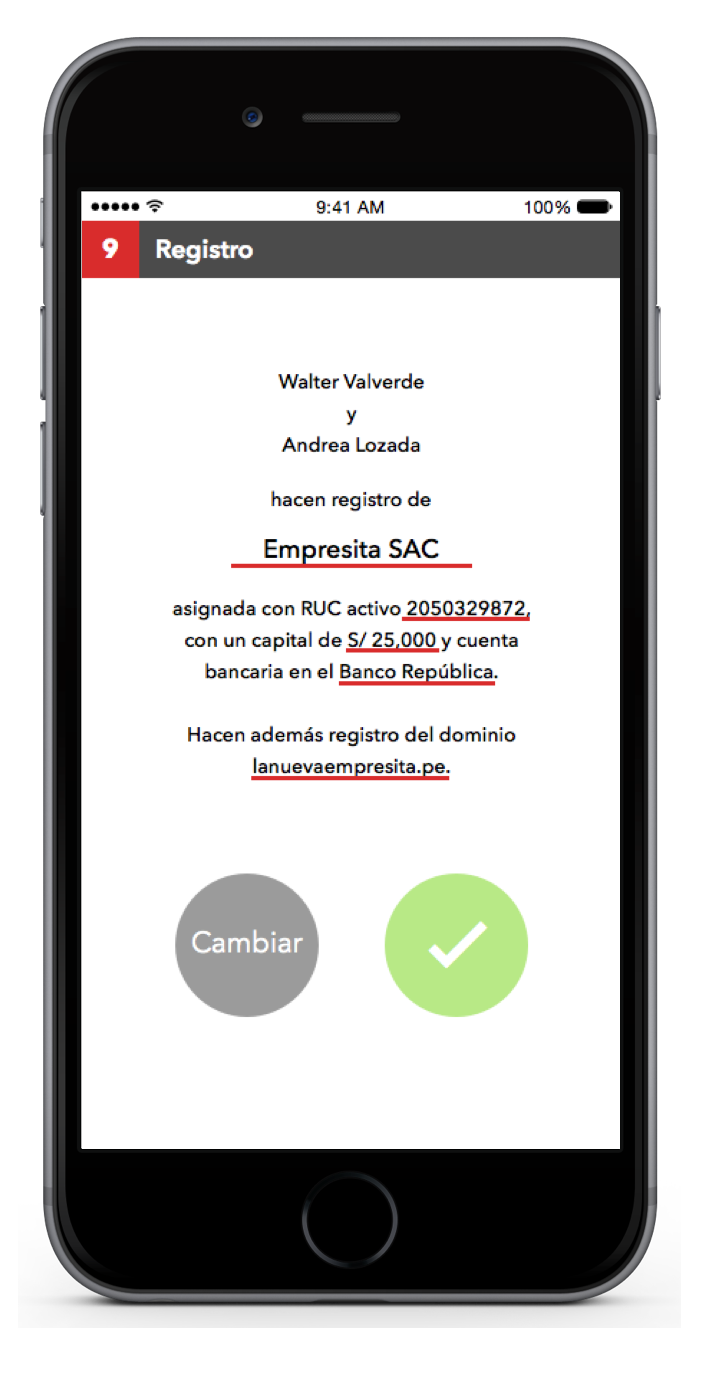 9:41 AM 100%
9 Registro
Walter Valverde
y
Andrea Lozada
hacen registro de
Empresita SAC
asignada con RUC activo 2050329872,
con un capital de S/ 25,000 y cuenta
bancaria en el Banco República.
Hacen además registro del dominio
lanuevaempresita.pe.
Cambiar